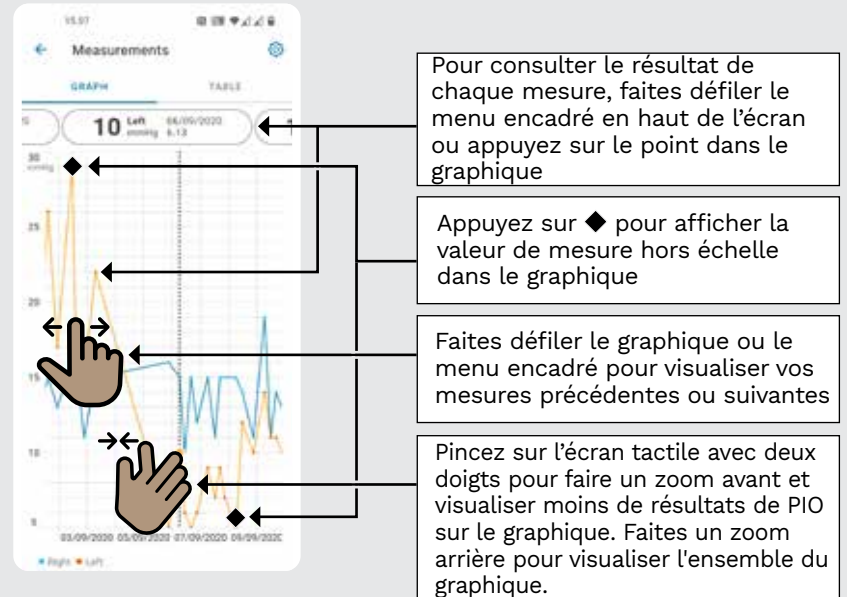 Measurements
GRAPH
TABLE
10 Left 06/09/2020
mmHg 6.13
30
25
20
15
10
5
03/09/2020 05/09/2020 07/09/2020 09/09/2020
Right Left
Pour consulter le résultat de
chaque mesure, faites défiler le
menu encadré en haut de l’écran
ou appuyez sur le point dans le
graphique
Appuyez sur ◆ pour afficher la
valeur de mesure hors échelle
dans le graphique
Faites défiler le graphique ou le
menu encadré pour visualiser vos
mesures précédentes ou suivantes
Pincez sur l’écran tactile avec deux
doigts pour faire un zoom avant et
visualiser moins de résultats de PIO
sur le graphique. Faites un zoom
arrière pour visualiser l'ensemble du
graphique.